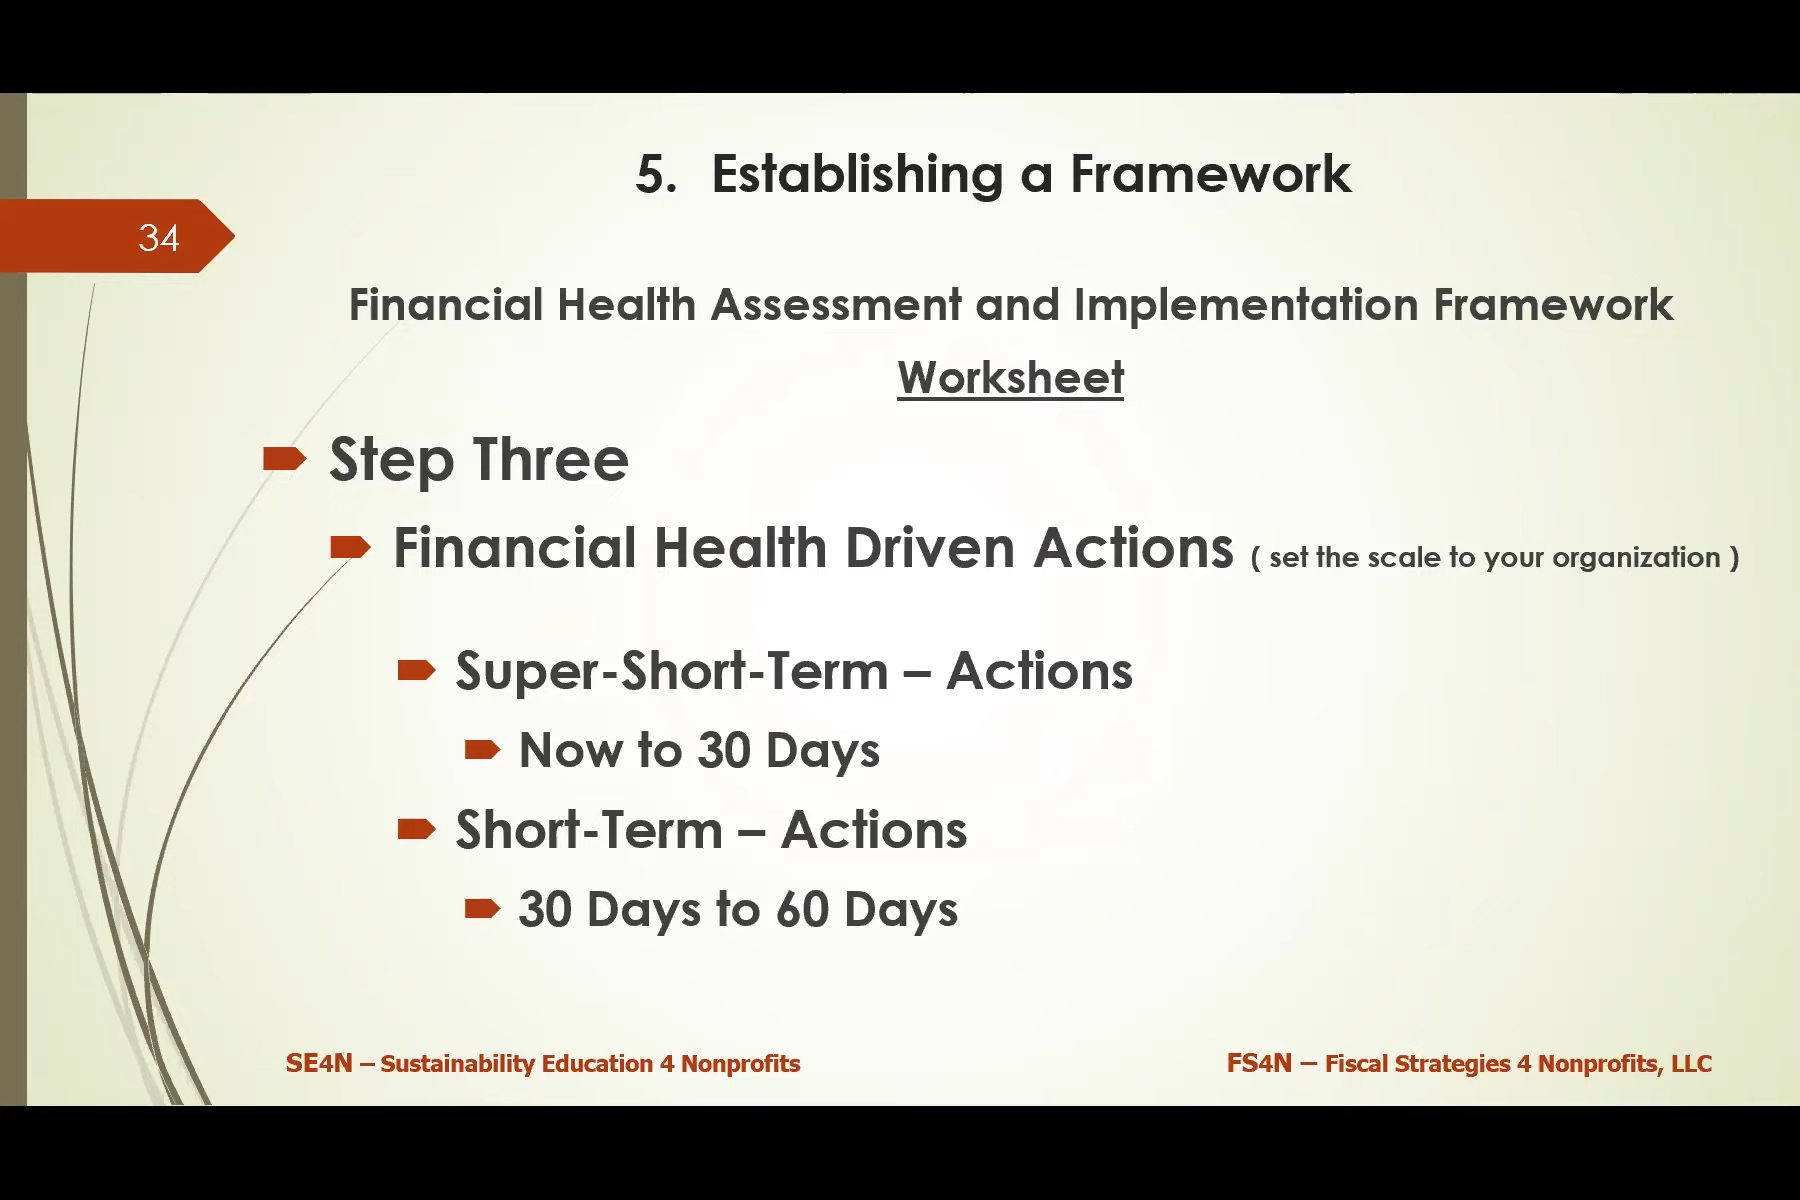 5. Establishing a Framework
34
Financial Health Assessment and Implementation Framework
Worksheet
Step Three
Financial Health Driven Actions ( set the scale to your organization )
Super-Short-Term – Actions
Now to 30 Days
Short-Term – Actions
30 Days to 60 Days
SE4N – Sustainability Education 4 Nonprofits
FS4N – Fiscal Strategies 4 Nonprofits, LLC